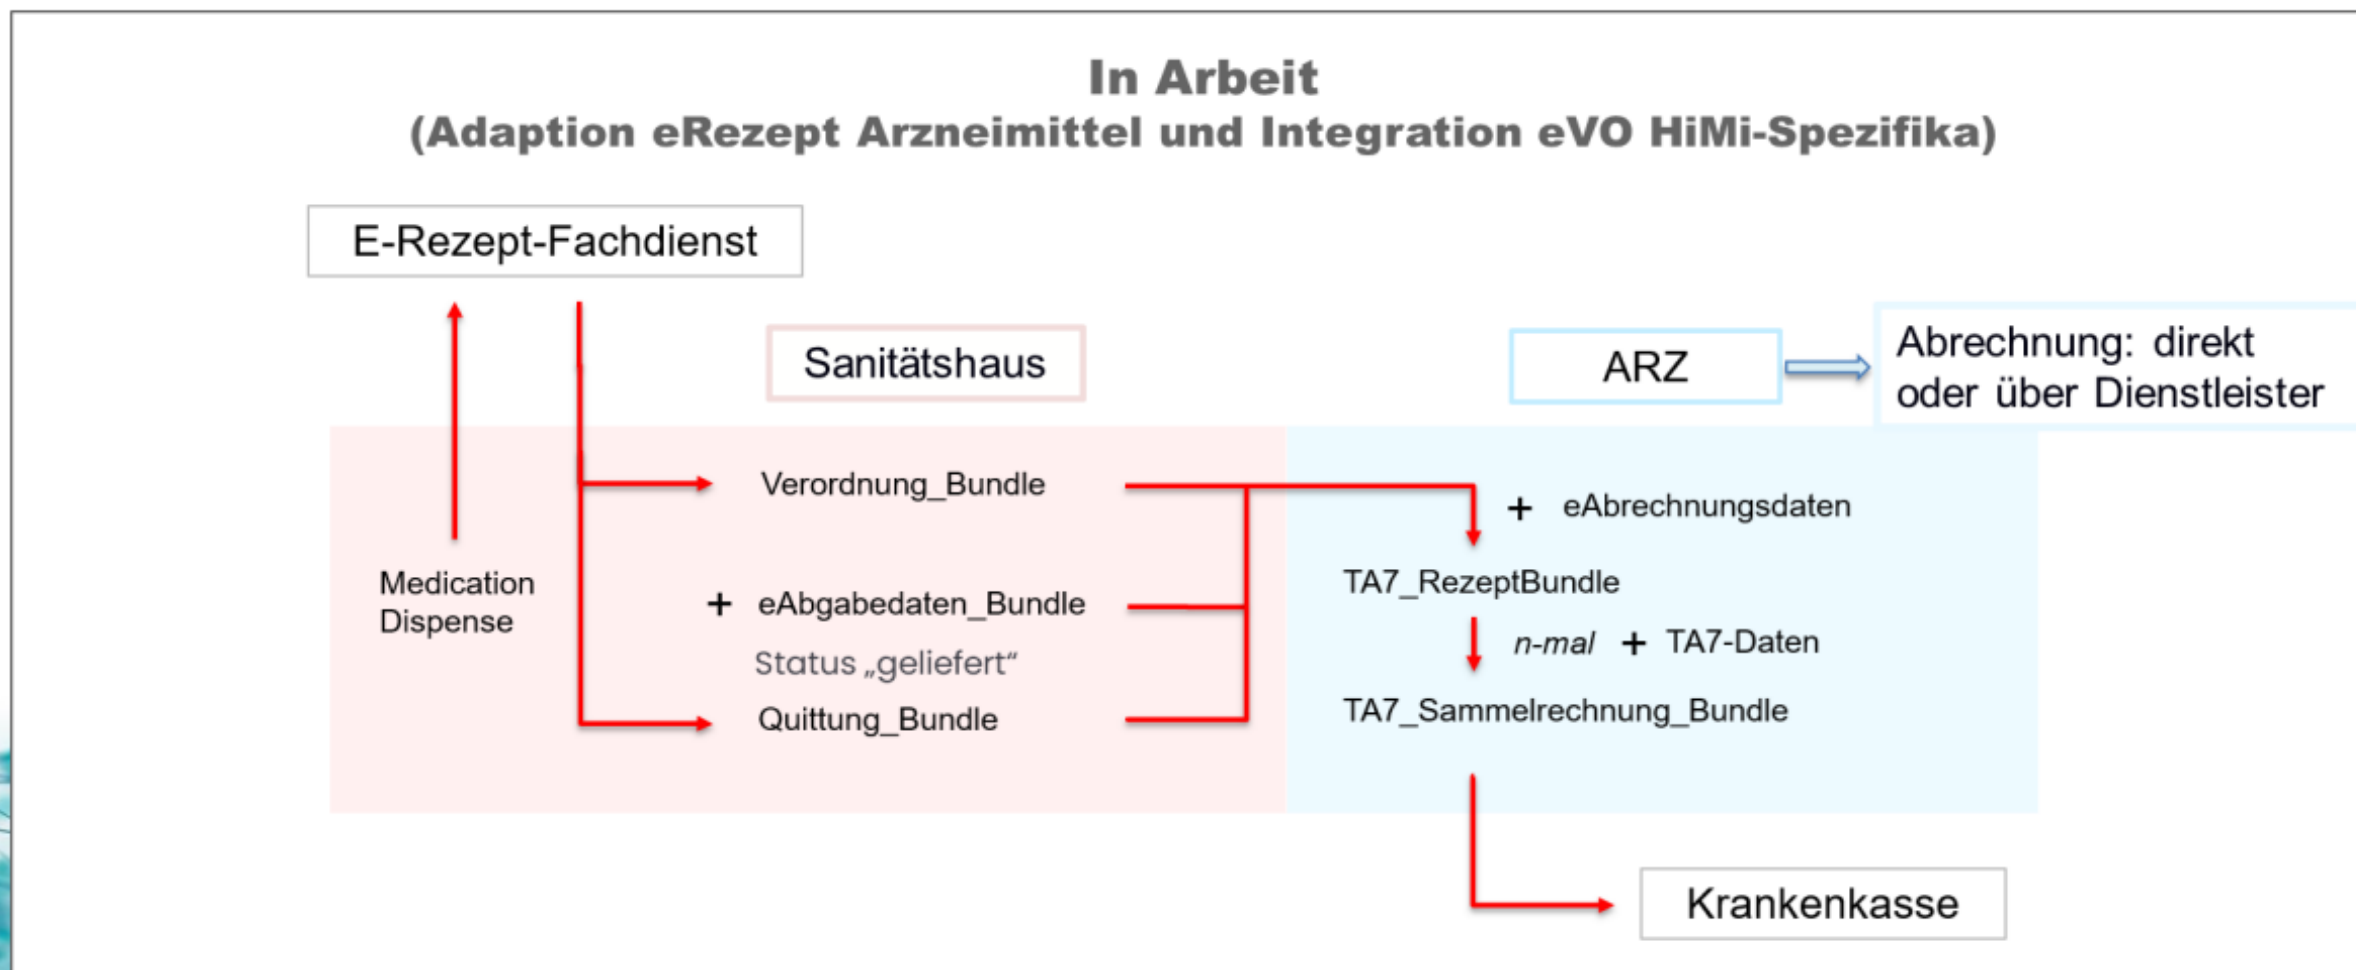 In Arbeit
(Adaption eRezept Arzneimittel und Integration eVO HiMi-Spezifika)
E-Rezept-Fachdienst
Sanitätshaus
ARZ
Abrechnung: direkt
oder über Dienstleister
Verordnung_Bundle
+ eAbrechnungsdaten
Medication
Dispense
+ eAbgabedaten_Bundle
TA7_RezeptBundle
Status „geliefert“
n-mal + TA7-Daten
Quittung_Bundle
TA7_Sammelrechnung_Bundle
Krankenkasse